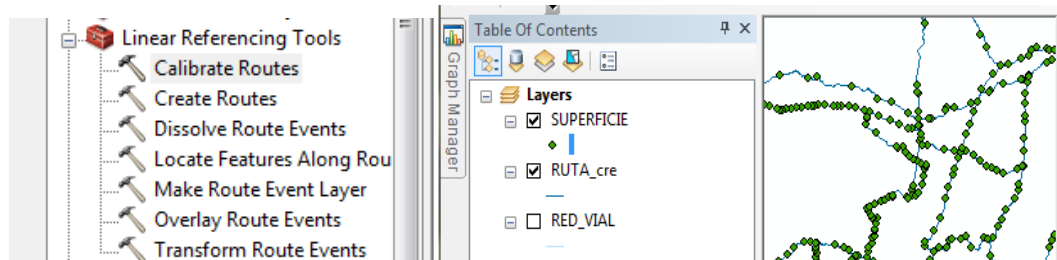 Linear Referencing Tools
Calibrate Routes
Create Routes
Dissolve Route Events
Locate Features Along Rou
Make Route Event Layer
Overlay Route Events
Transform Route Events
Graph Manager
Table Of Contents
Layers
SUPERFICIE
RUTA_cre
RED_VIAL